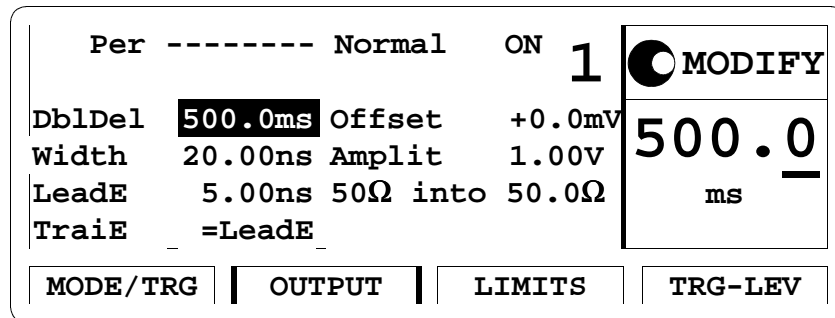 Per -------- Normal ON 1 MODIFY
DblDel 500.0ms Offset +0.0mV 500.0
Width 20.00ns Amplit 1.00V
LeadE 5.00ns 50Ω into 50.0Ω ms
TraiE =LeadE
MODE/TRG OUTPUT LIMITS TRG-LEV